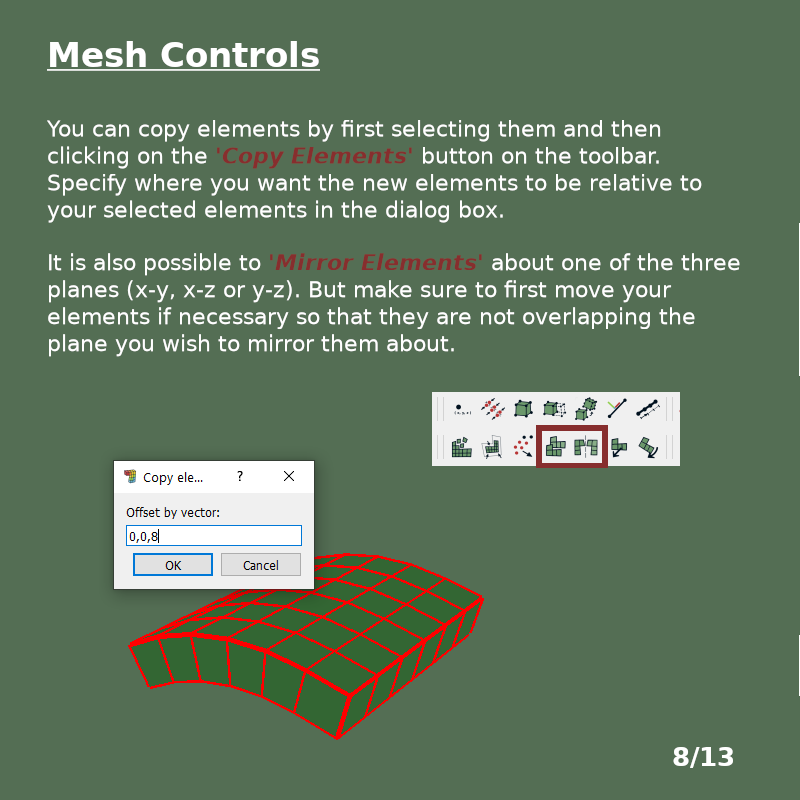 Mesh Controls
You can copy elements by first selecting them and then
clicking on the 'Copy Elements' button on the toolbar.
Specify where you want the new elements to be relative to
your selected elements in the dialog box.
It is also possible to 'Mirror Elements' about one of the three
planes (x-y, x-z or y-z). But make sure to first move your
elements if necessary so that they are not overlapping the
plane you wish to mirror them about.
Copy ele... ?
Offset by vector:
0,0,8
OK Cancel
8/13